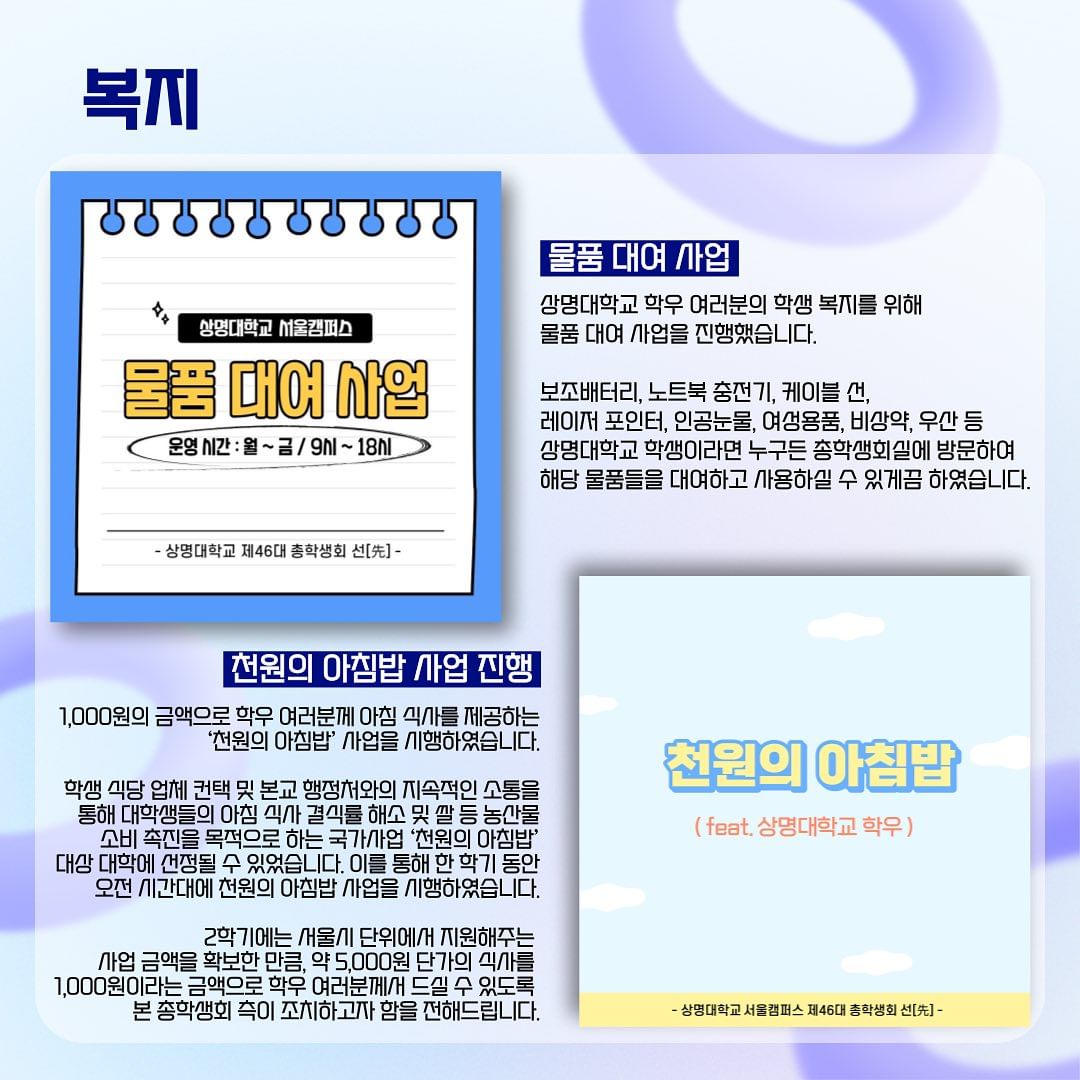 복지
상명대학교 서울캠퍼스
물품 대여 사업
운영 시간 : 월 ~ 금 / 9시 ~ 18시
- 상명대학교 제46대 총학생회 선[先] -
물품 대여 사업
상명대학교 학우 여러분의 학생 복지를 위해
물품 대여 사업을 진행했습니다.
보조배터리, 노트북 충전기, 케이블 선,
레이저 포인터, 인공눈물, 여성용품, 비상약, 우산 등
상명대학교 학생이라면 누구든 총학생회실에 방문하여
해당 물품들을 대여하고 사용하실 수 있게끔 하였습니다.
천원의 아침밥 사업 진행
1,000원의 금액으로 학우 여러분께 아침 식사를 제공하는
‘천원의 아침밥’ 사업을 시행하였습니다.
학생 식당 업체 컨택 및 본교 행정처와의 지속적인 소통을
통해 대학생들의 아침 식사 결식률 해소 및 쌀 등 농산물
소비 촉진을 목적으로 하는 국가사업 ‘천원의 아침밥’
대상 대학에 선정될 수 있었습니다. 이를 통해 한 학기 동안
오전 시간대에 천원의 아침밥 사업을 시행하였습니다.
2학기에는 서울시 단위에서 지원해주는
사업 금액을 확보한 만큼, 약 5,000원 단가의 식사를
1,000원이라는 금액으로 학우 여러분께서 드실 수 있도록
본 총학생회 측이 조치하고자 함을 전해드립니다.
천원의 아침밥
( feat. 상명대학교 학우 )
- 상명대학교 서울캠퍼스 제46대 총학생회 선[先] -